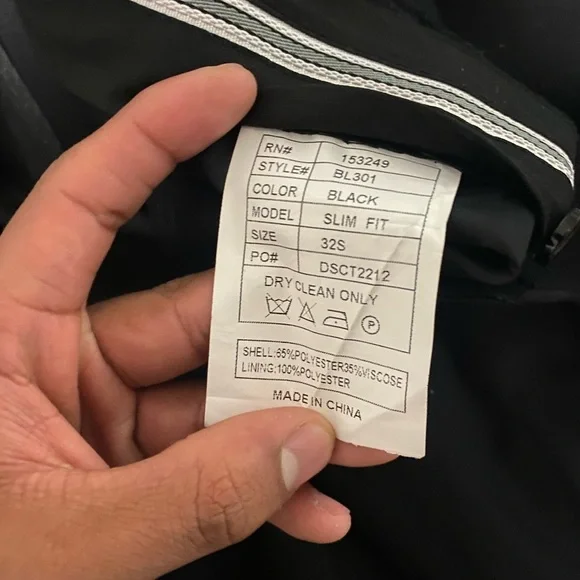 RN# 153249
STYLE# BL301
COLOR BLACK
MODEL SLIM FIT
SIZE 32S
PO# DSCT2212
DRY CLEAN ONLY
P
SHELL:65%POLYESTER35%VISCOSE
LINING:100%POLYESTER
MADE IN CHINA